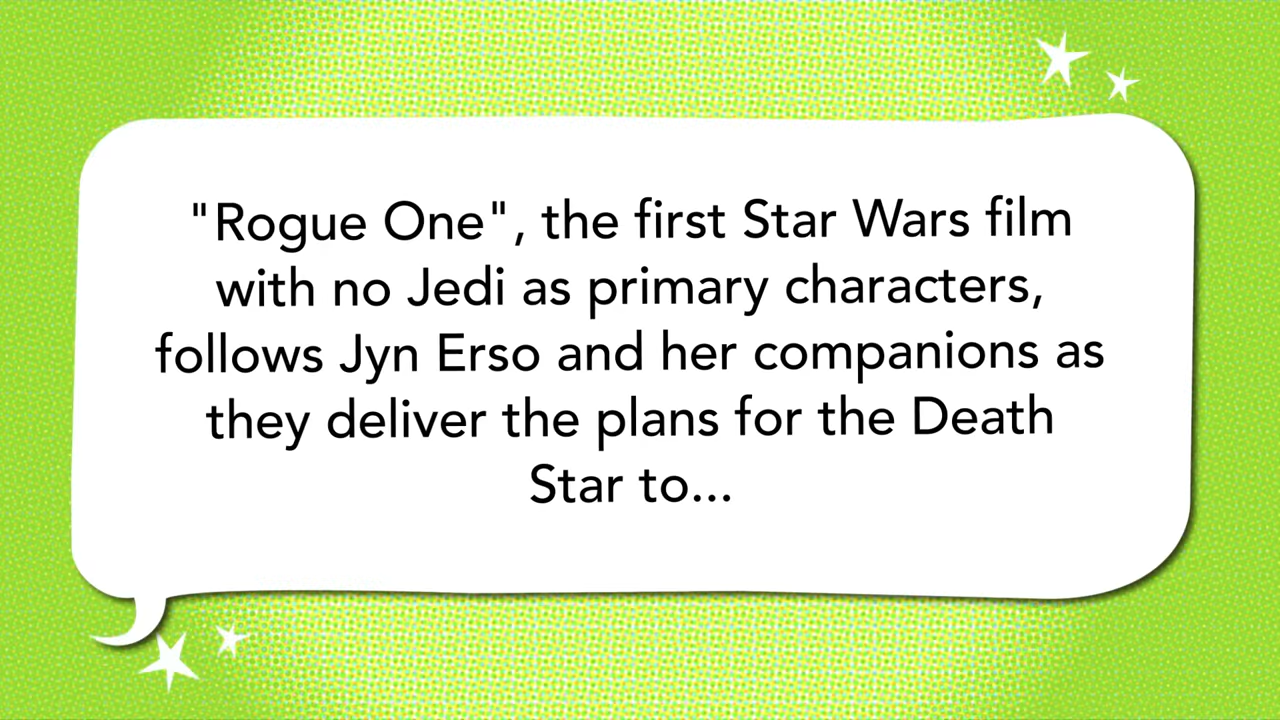 "Rogue One", the first Star Wars film
with no Jedi as primary characters,
follows Jyn Erso and her companions as
they deliver the plans for the Death
Star to...